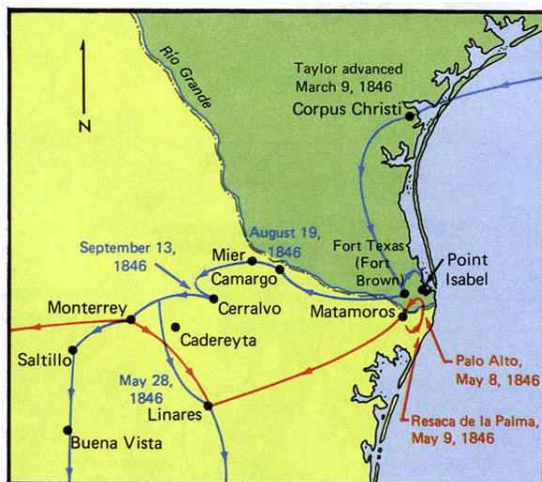 Río Grande
Taylor advanced
March 9, 1846
Corpus Christi
N
August 19,
1846
September 13,
1846
Mier
Camargo
Fort Texas
(Fort
Brown)
Point
Isabel
Monterrey
Cerralvo
Matamoros
Cadereyta
Saltillo
Palo Alto,
May 8, 1846
May 28,
1846
Linares
Resaca de la Palma,
May 9, 1846
Buena Vista